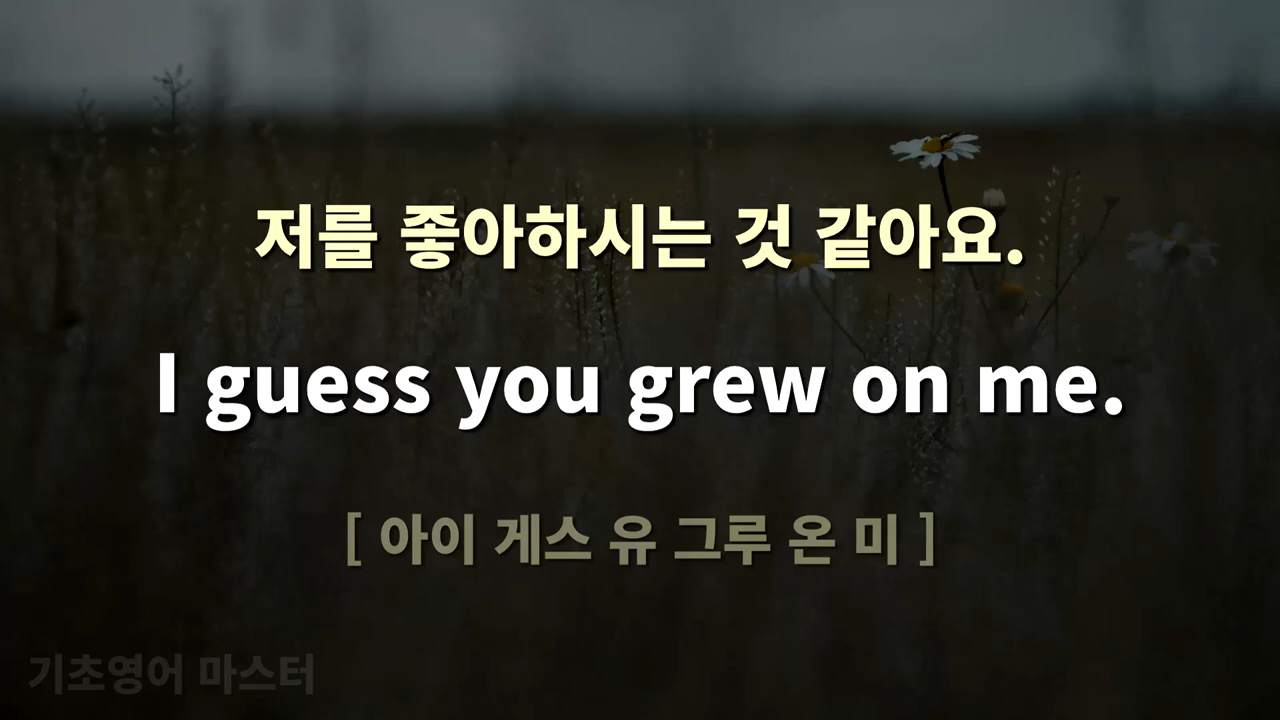 저를 좋아하시는 것 같아요.
I guess you grew on me.
[ 아이 게스 유 그루 온 미 ]
기초영어 마스터